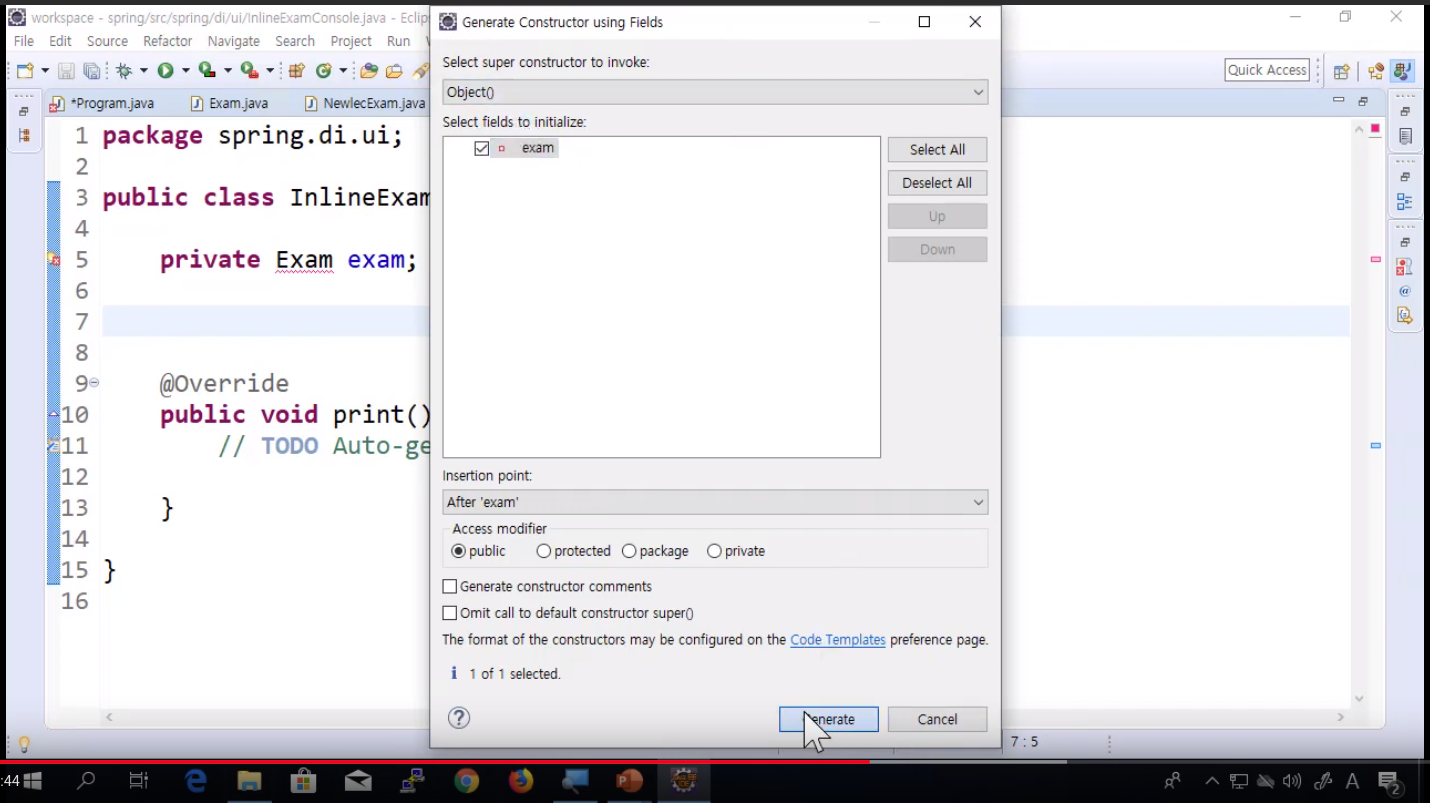 workspace - spring/src/spring/di/ui/InlineExamConsole.java - Eclips
File Edit Source Refactor Navigate Search Project Run
Quick Access
*Program.java Exam.java NewlecExam.java
1 package spring.di.ui;
2
3 public class InlineExam
4
5 private Exam exam;
6
7
8
9 @Override
10 public void print()
11 // TODO Auto-ge
12
13 }
14
15 }
16
Generate Constructor using Fields
Select super constructor to invoke:
Object()
Select fields to initialize:
exam
Select All
Deselect All
Up
Down
Insertion point:
After 'exam'
Access modifier
public protected package private
Generate constructor comments
Omit call to default constructor super()
The format of the constructors may be configured on the Code Templates preference page.
i 1 of 1 selected.
?
enerate Cancel
7 : 5
:44
A 2